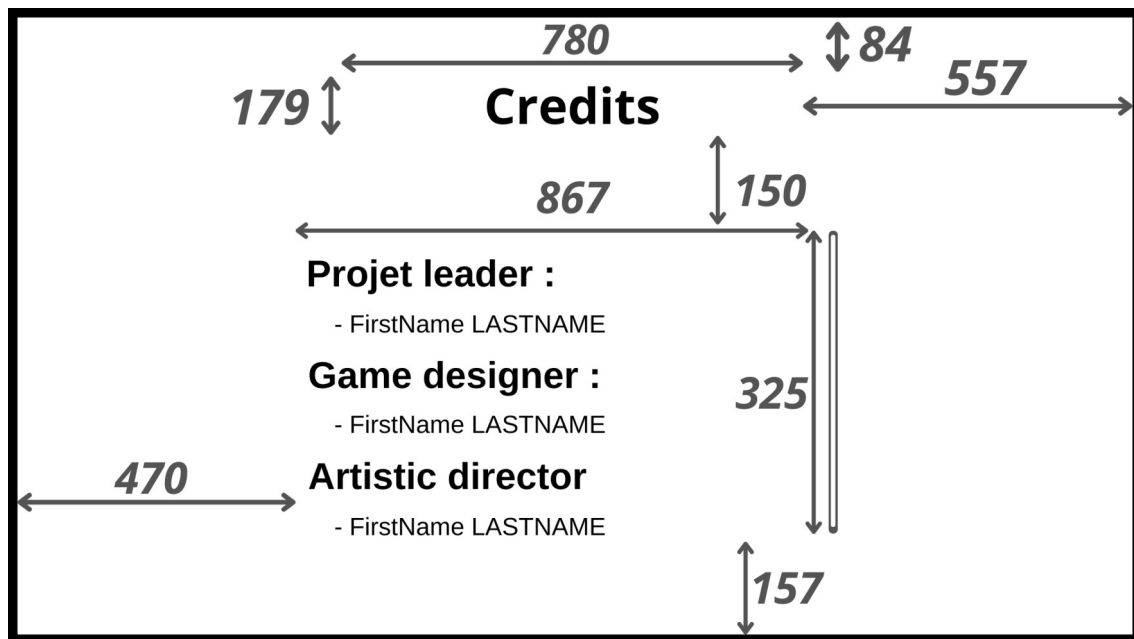 780
84
557
179
Credits
867
150
Projet leader :
- FirstName LASTNAME
Game designer :
- FirstName LASTNAME
325
Artistic director
470
- FirstName LASTNAME
157